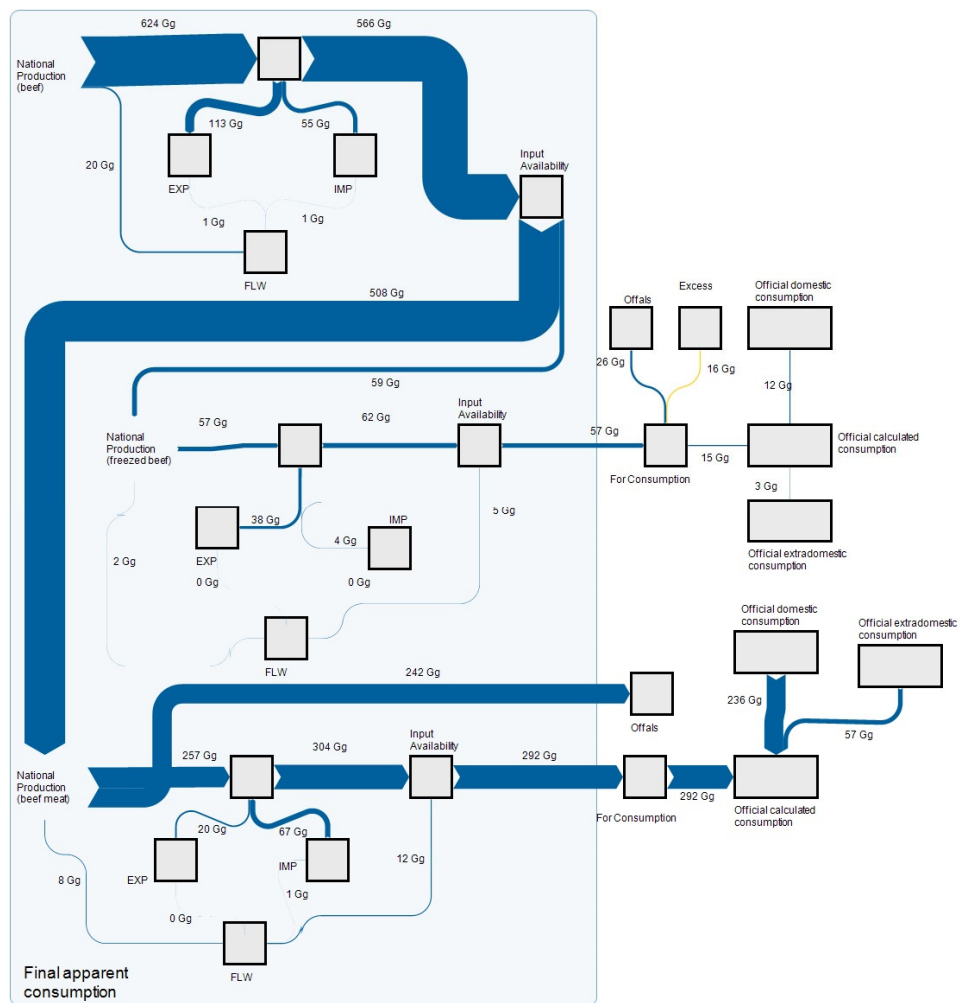 624 Gg
566 Gg
National
Production
(beef)
113 Gg
55 Gg
20 Gg
EXP
IMP
Input
Availability
1 Gg
1 Gg
FLW
508 Gg
Offals
Excess
Official domestic
consumption
26 Gg
16 Gg
12 Gg
59 Gg
57 Gg
62 Gg
Input
Availability
57 Gg
National
Production
(freezed beef)
15 Gg
Official calculated
consumption
For Consumption
3 Gg
38 Gg
IMP
5 Gg
4 Gg
2 Gg
EXP
0 Gg
0 Gg
Official extradomestic
consumption
FLW
Official domestic
consumption
Official extradomestic
consumption
242 Gg
Offals
236 Gg
57 Gg
257 Gg
304 Gg
Input
Availability
292 Gg
National
Production
(beef meat)
292 Gg
For Consumption
Official calculated
consumption
20 Gg
67 Gg
12 Gg
8 Gg
EXP
IMP
1 Gg
0 Gg
FLW
Final apparent
consumption